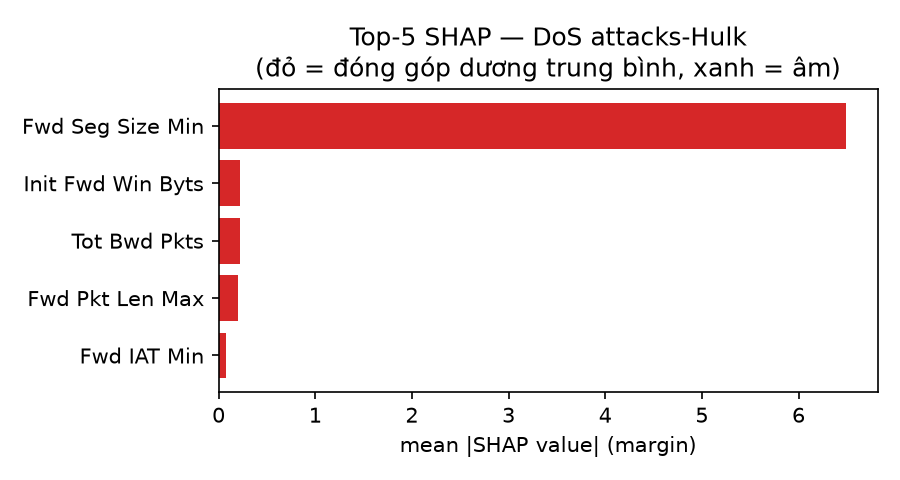 Top-5 SHAP — DoS attacks-Hulk
(đỏ = đóng góp dương trung bình, xanh = âm)
Fwd Seg Size Min
Init Fwd Win Byts
Tot Bwd Pkts
Fwd Pkt Len Max
Fwd IAT Min
0 1 2 3 4 5 6
mean |SHAP value| (margin)